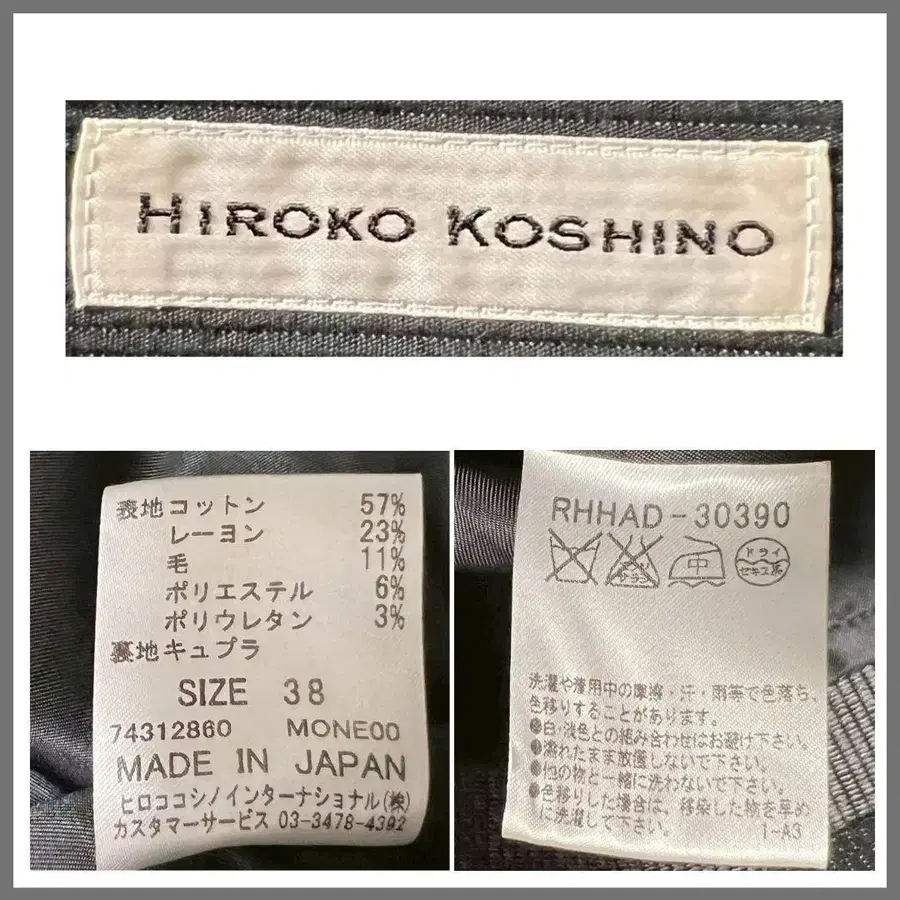 HIROKO KOSHINO
表地コットン 57%
レーヨン 23%
毛 11%
ポリエステル 6%
ポリウレタン 3%
裏地キュプラ
SIZE 38
74312860 MONE00
MADE IN JAPAN
ヒロココシノインターナショナル(株)
カスタマーサービス 03-3478-4392
RHHAD-30390
エンソ サラシ 中 ドライ
セキユ系
洗濯や着用中の摩擦・汗・雨等で色落ち、
色移りすることがあります。
●白・淡色との組み合わせはお避け下さい。
●濡れたまま放置しないで下さい。
●他の物と一緒に洗わないで下さい。
●色移りした場合は、移染した物を早め
に洗濯して下さい。
1-A3